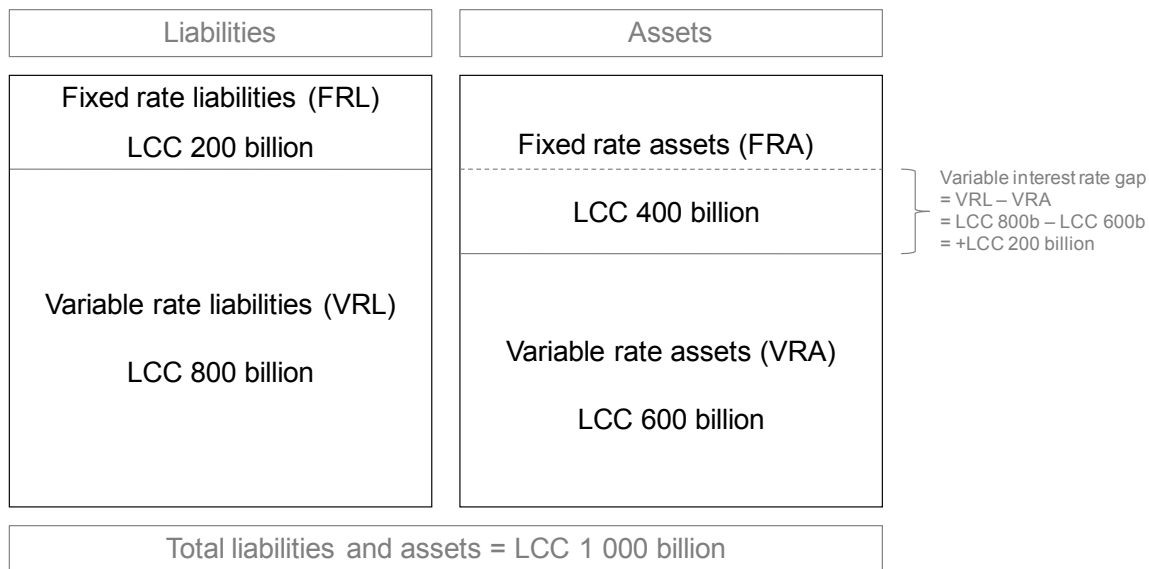 Liabilities
Assets
Fixed rate liabilities (FRL)
LCC 200 billion
Fixed rate assets (FRA)
LCC 400 billion
Variable interest rate gap
= VRL – VRA
= LCC 800b – LCC 600b
= +LCC 200 billion
Variable rate liabilities (VRL)
LCC 800 billion
Variable rate assets (VRA)
LCC 600 billion
Total liabilities and assets = LCC 1 000 billion